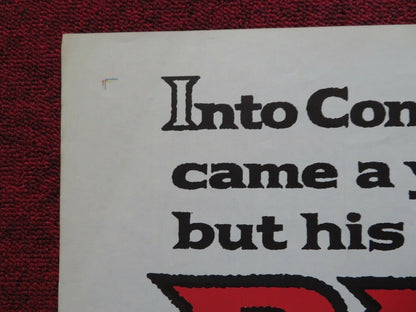 Into Con
came a y
but his